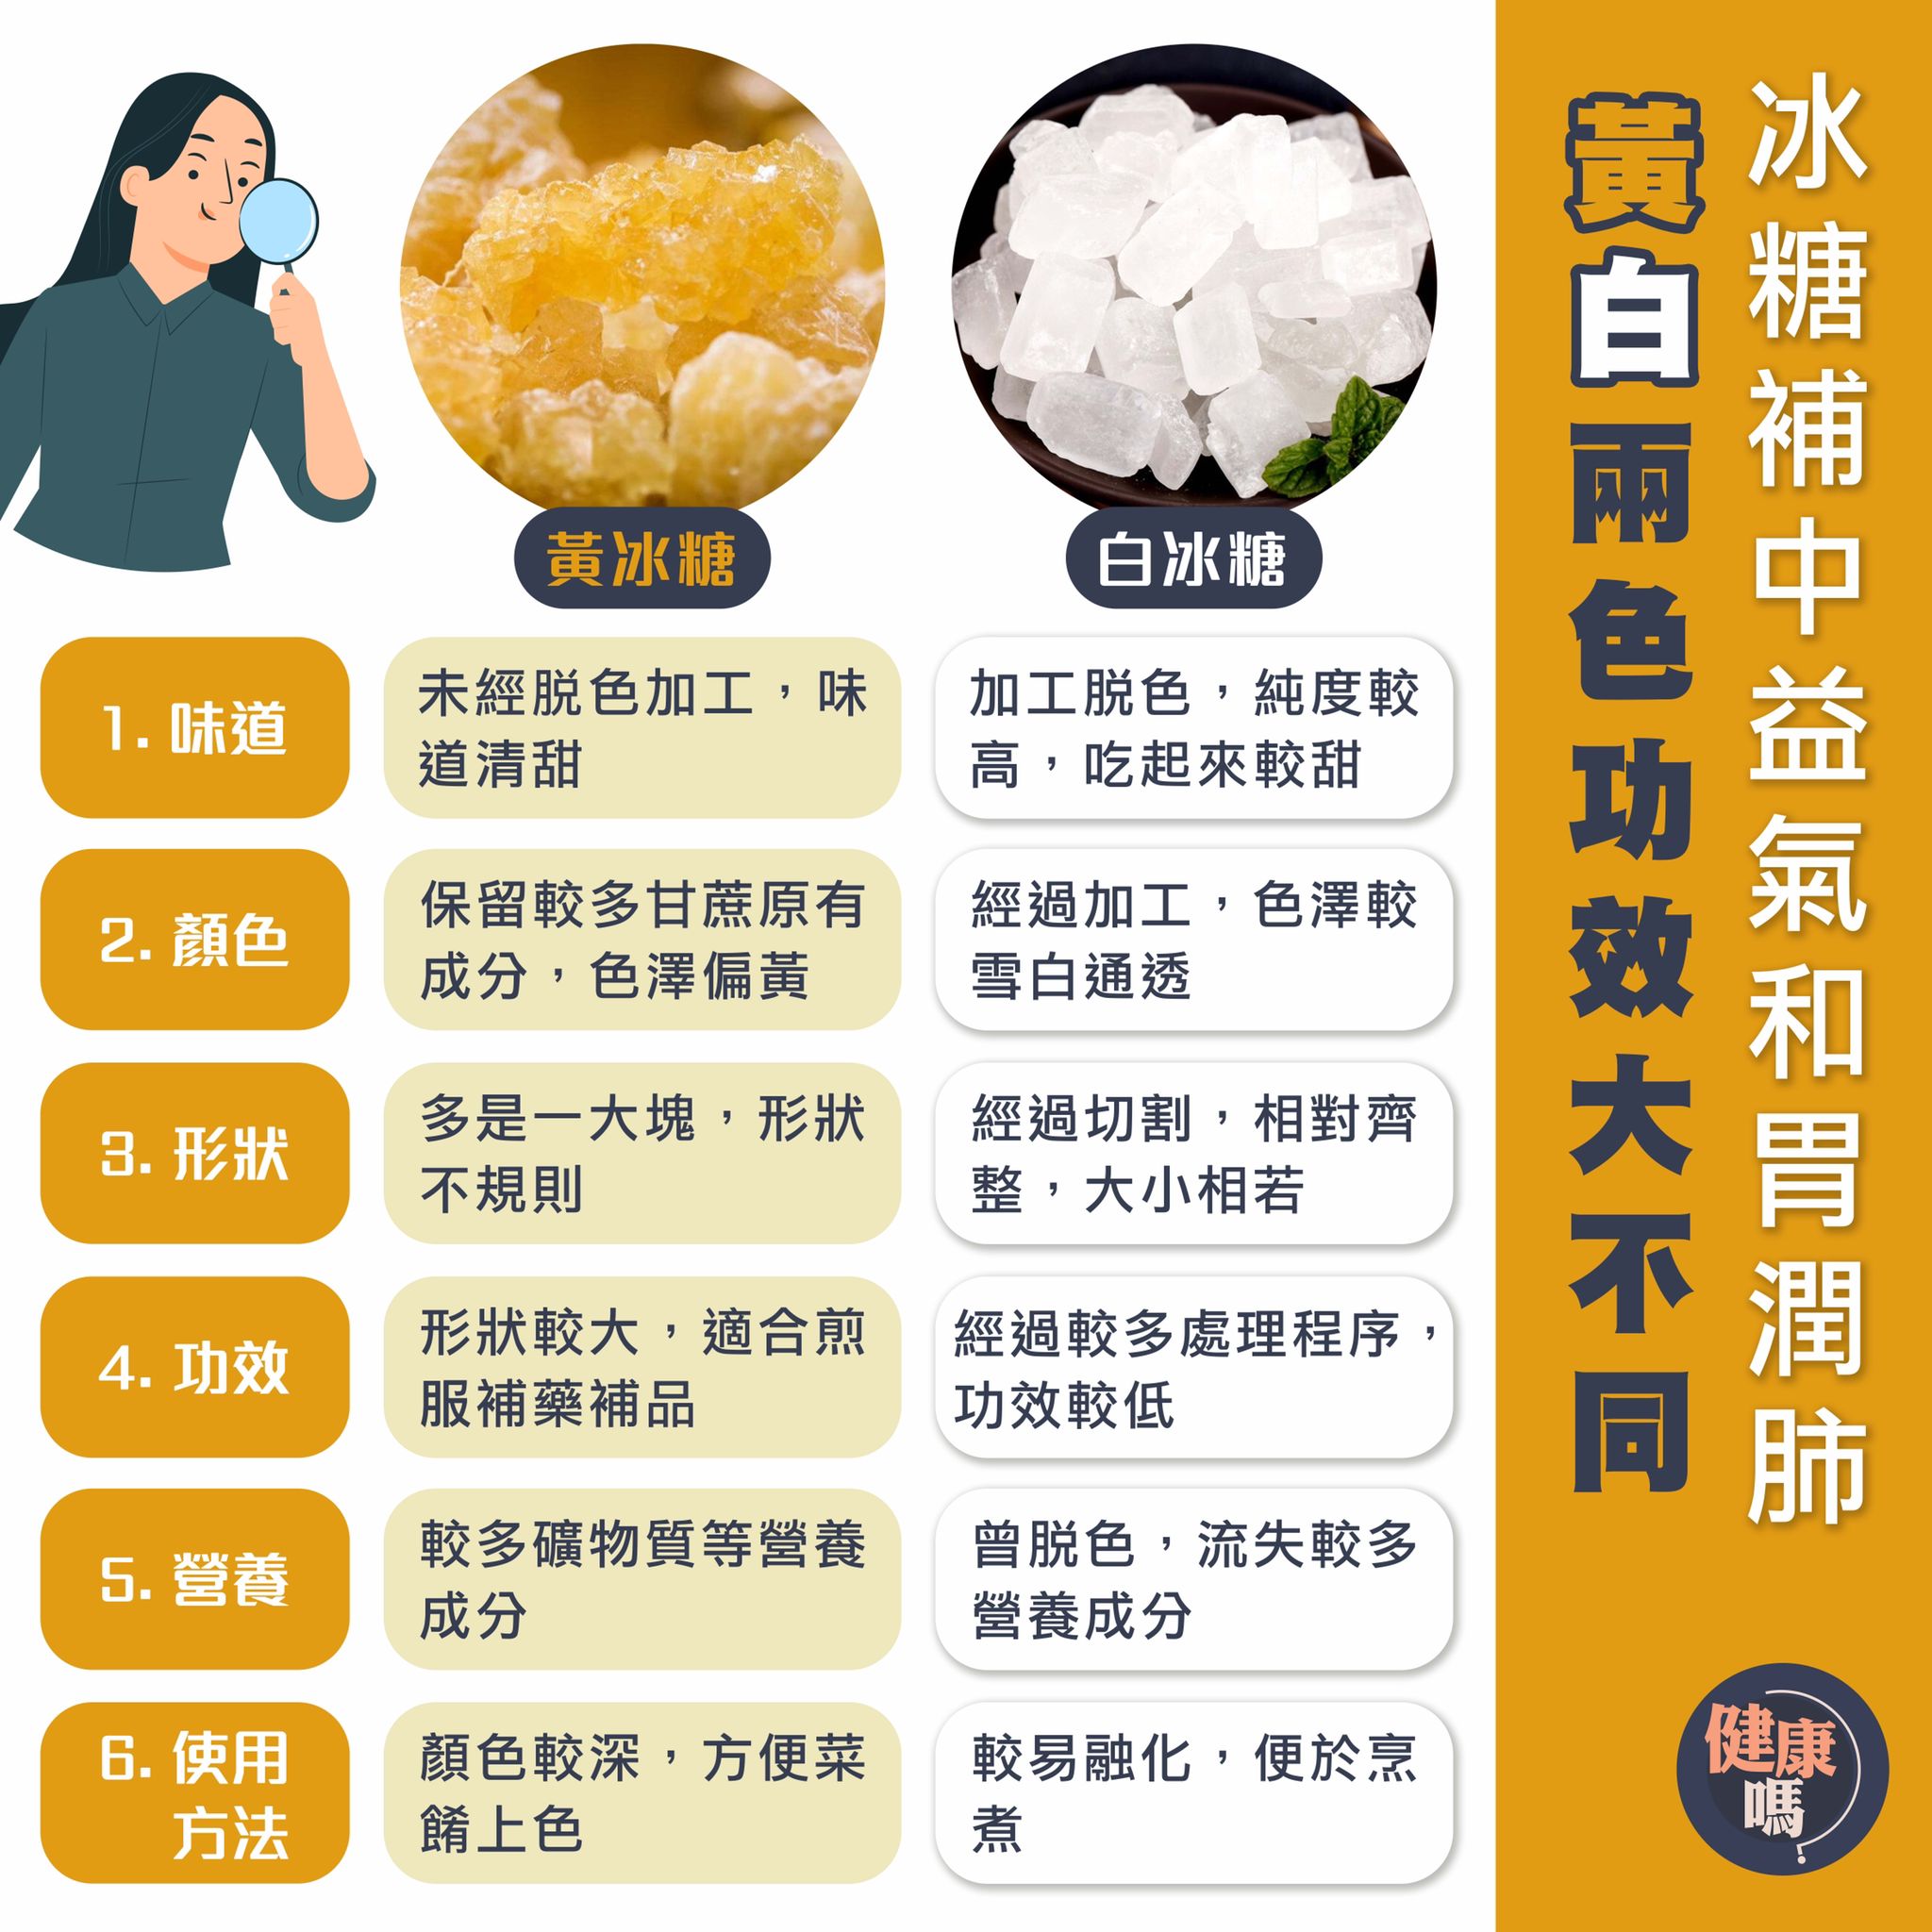 冰糖補中益氣和胃潤肺
黃白兩色功效大不同
黃冰糖
白冰糖
1. 味道
未經脱色加工，味
道清甜
加工脱色，純度較
高，吃起來較甜
2. 顏色
保留較多甘蔗原有
成分，色澤偏黃
經過加工，色澤較
雪白通透
3. 形狀
多是一大塊，形狀
不規則
經過切割，相對齊
整，大小相若
4. 功效
形狀較大，適合煎
服補藥補品
經過較多處理程序，
功效較低
5. 營養
較多礦物質等營養
成分
曾脱色，流失較多
營養成分
6. 使用
方法
顏色較深，方便菜
餚上色
較易融化，便於烹
煮
健康
嗎